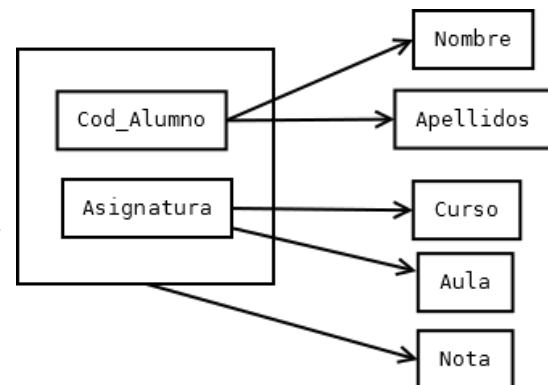 Nombre
Cod_Alumno
Apellidos
Asignatura
Curso
Aula
Nota